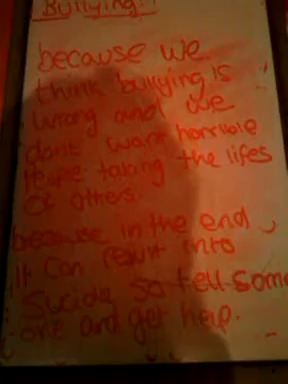 Bullying!
because we
think bullying is
wrong and we
dont want horrible
people taking the lifes
of others.
because in the end
it can result into
Sucide so tell some
one and get help.